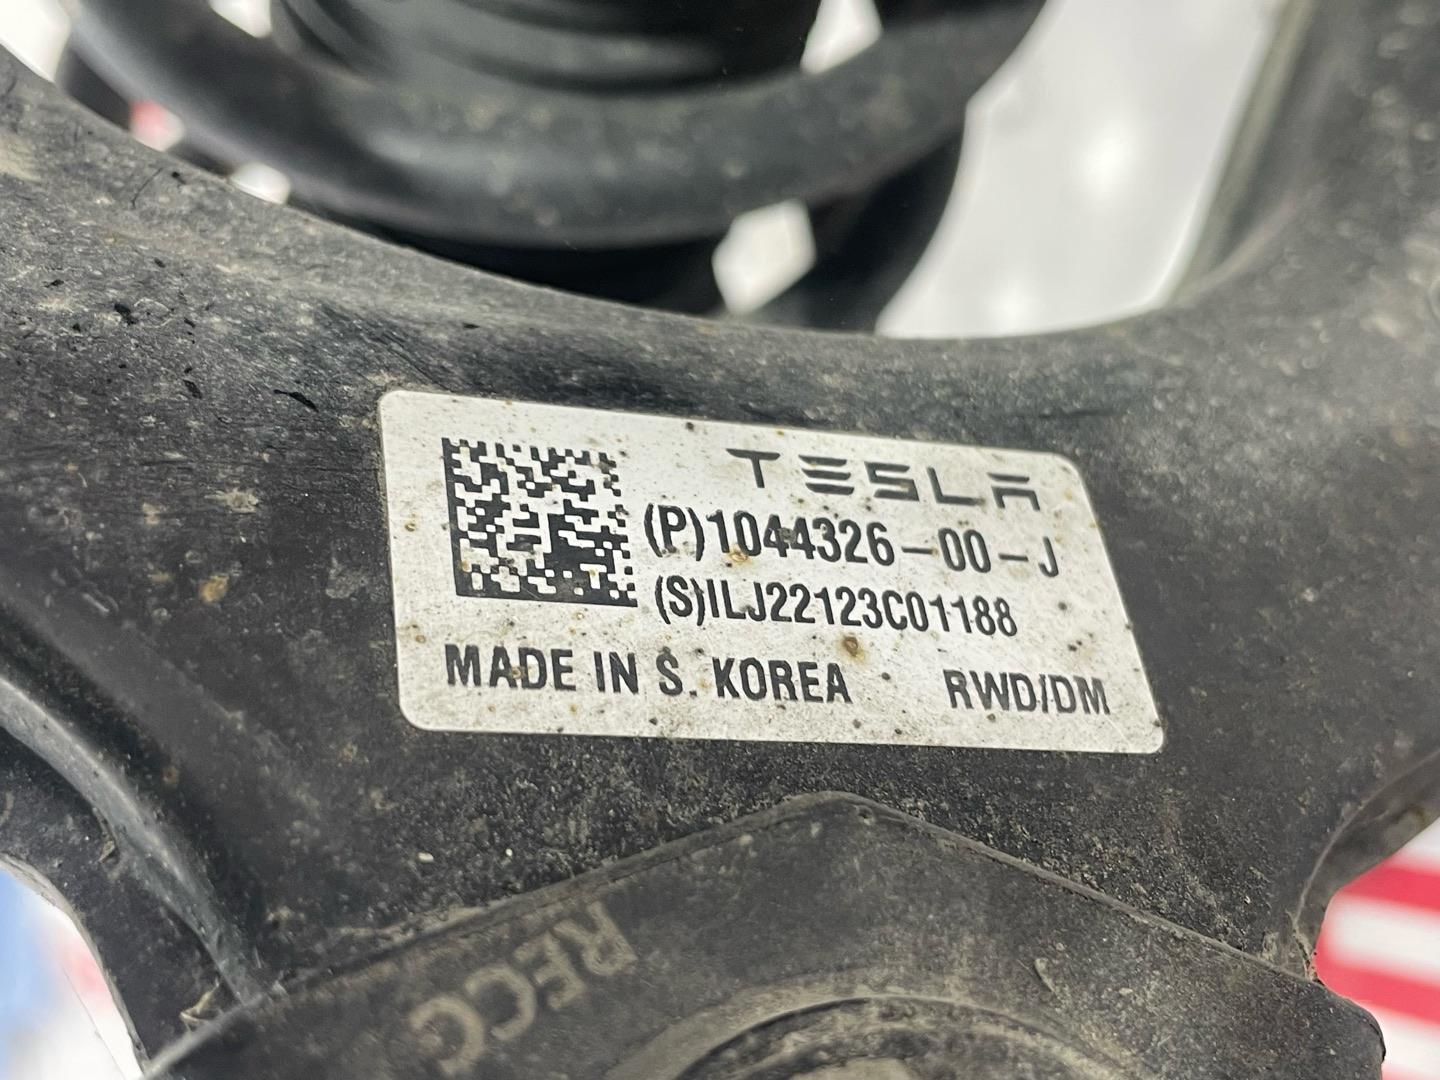 TESLA
(P)1044326-00-J
(S)ILJ22123C01188
MADE IN S. KOREA RWD/DM